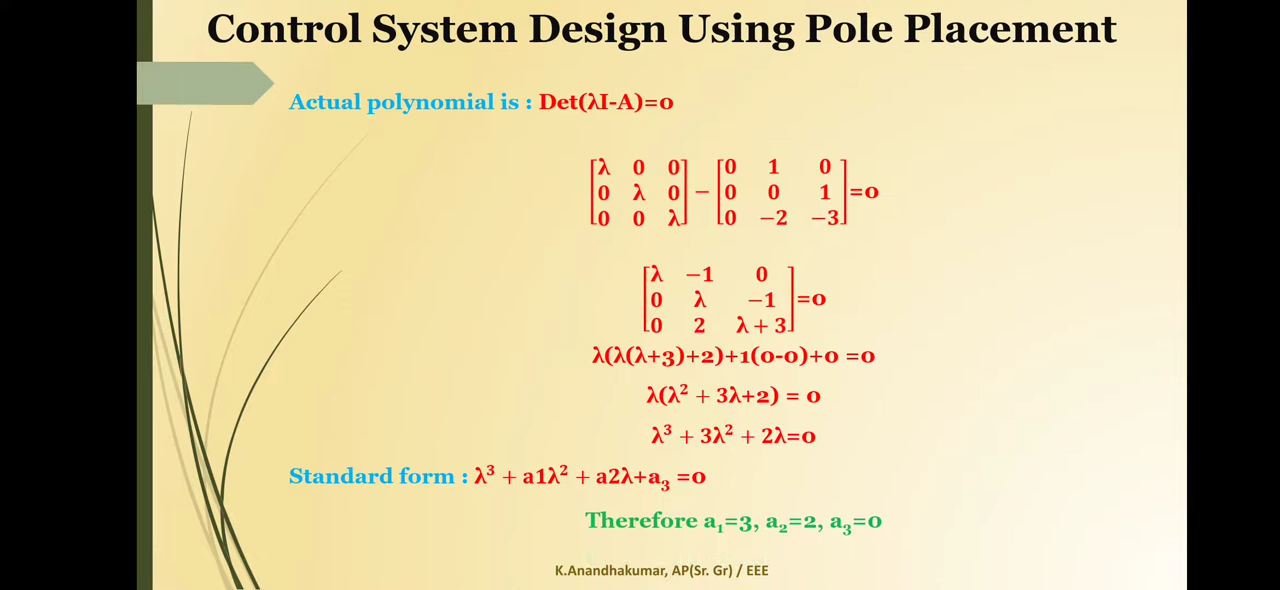 Control System Design Using Pole Placement
Actual polynomial is : Det(λI-A)=0
[λ 0 0] [0 1 0]
[0 λ 0] − [0 0 1] =0
[0 0 λ] [0 −2 −3]
[λ −1 0]
[0 λ −1] =0
[0 2 λ + 3]
λ(λ(λ+3)+2)+1(0-0)+0 =0
λ(λ² + 3λ+2) = 0
λ³ + 3λ² + 2λ=0
Standard form : λ³ + a1λ² + a2λ+a₃ =0
Therefore a₁=3, a₂=2, a₃=0
K.Anandhakumar, AP(Sr. Gr) / EEE